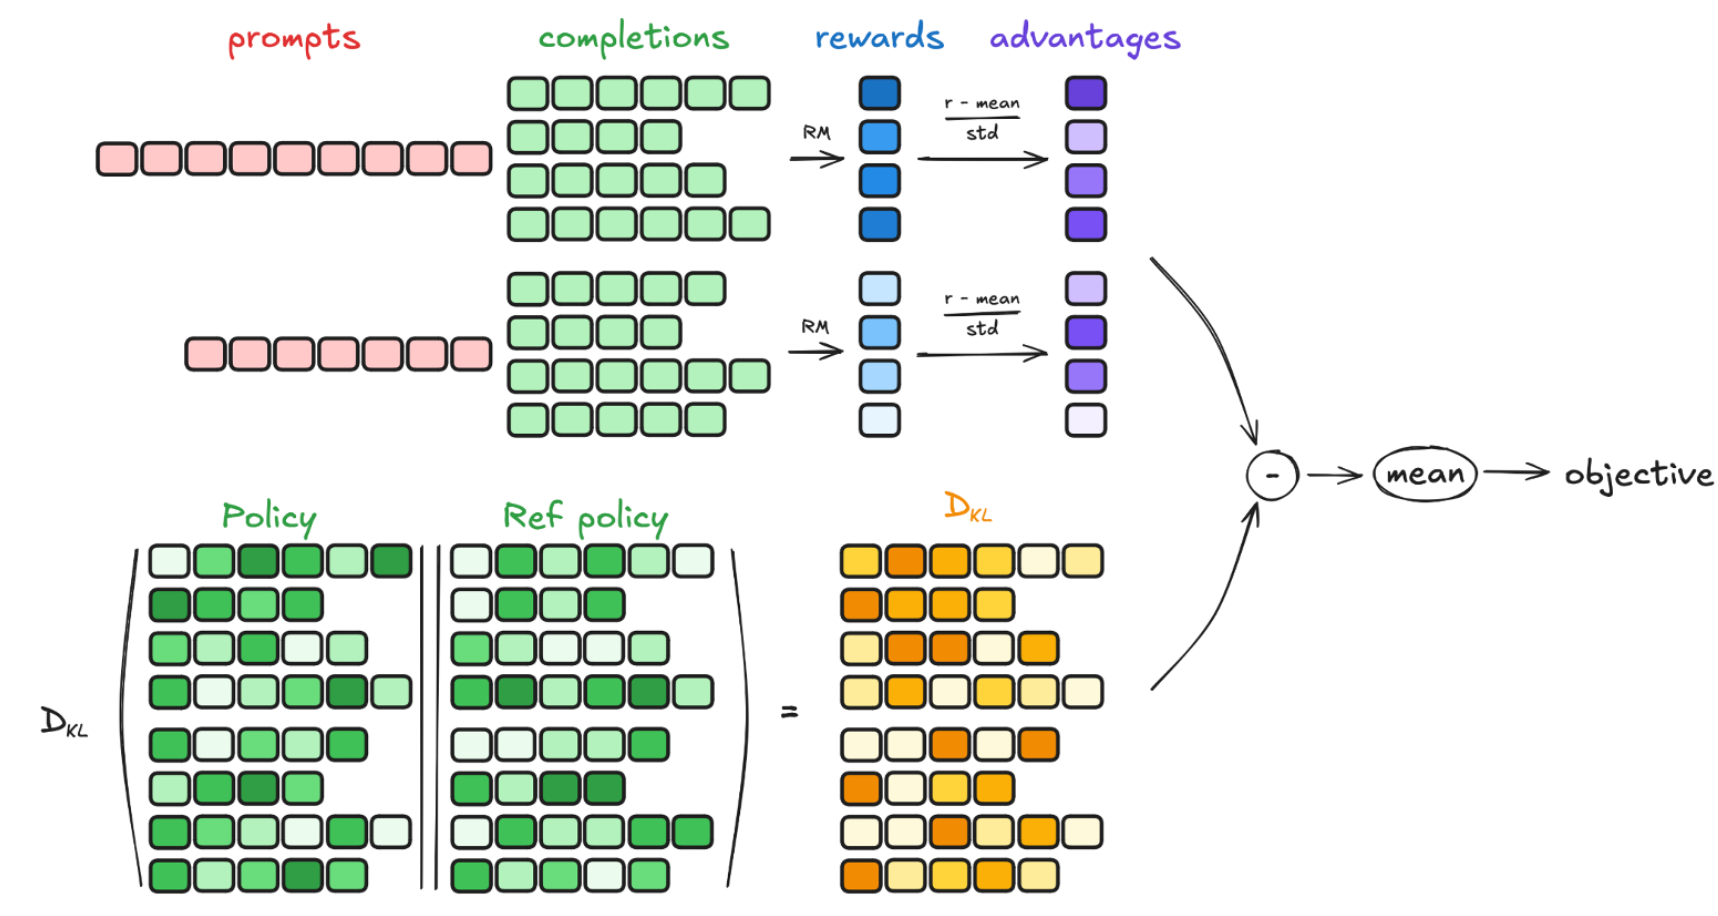 prompts
completions
rewards
advantages
RM
r - mean
std
RM
r - mean
std
-
mean
objective
Policy
Ref policy
DKL
DKL
=